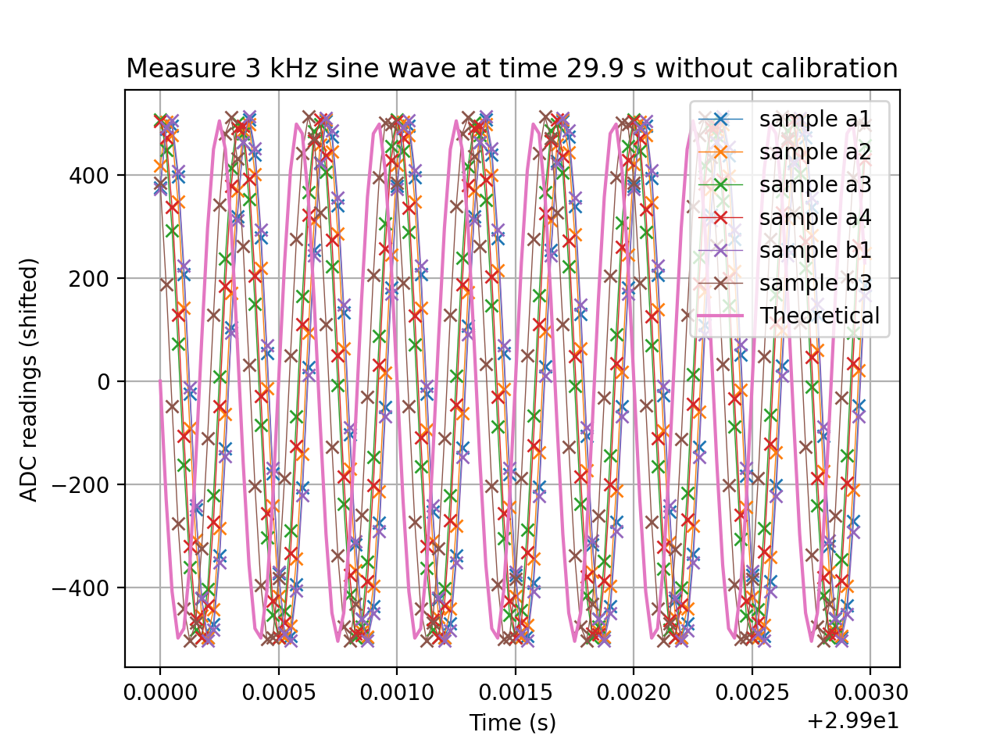 Measure 3 kHz sine wave at time 29.9 s without calibration
ADC readings (shifted)
400
200
0
−200
−400
sample a1
sample a2
sample a3
sample a4
sample b1
sample b3
Theoretical
0.0000 0.0005 0.0010 0.0015 0.0020 0.0025 0.0030
Time (s)
+2.99e1